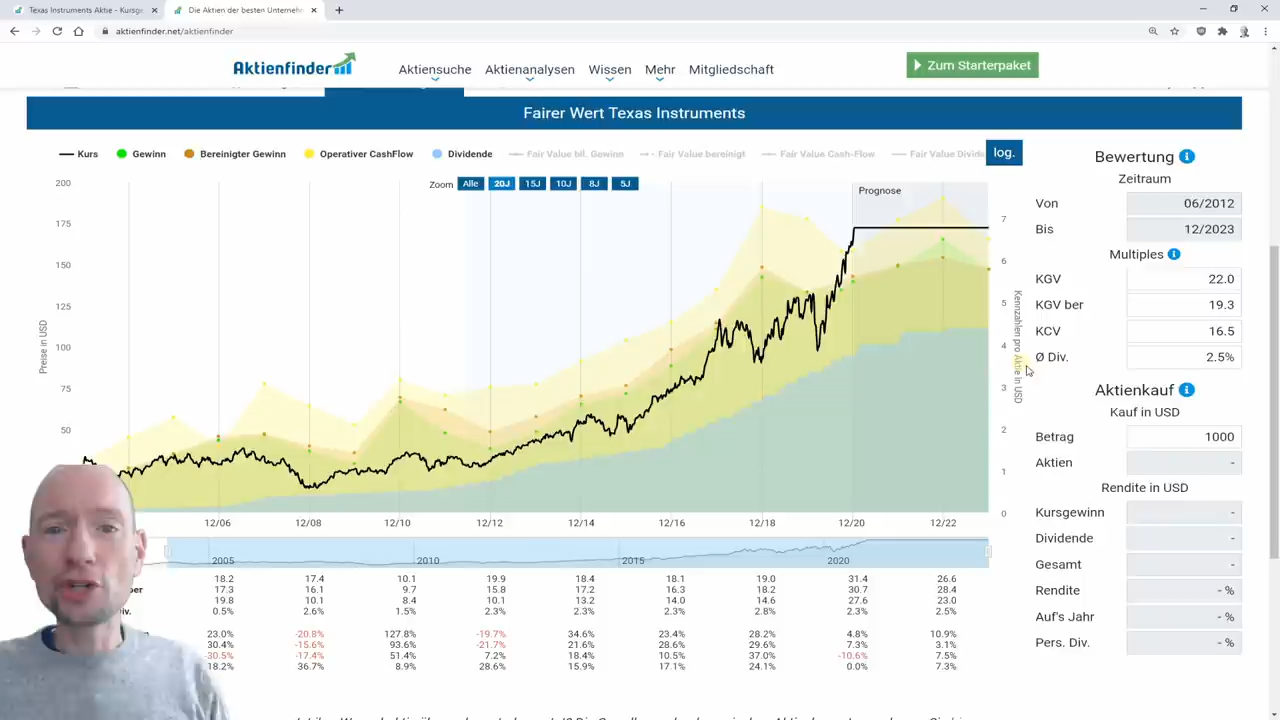 Texas Instruments Aktie - Kursge
Die Aktien der besten Unternehm
aktienfinder.net/aktienfinder
Aktienfinder
Aktiensuche Aktienanalysen Wissen Mehr Mitgliedschaft
Zum Starterpaket
Fairer Wert Texas Instruments
Kurs Gewinn Bereinigter Gewinn Operativer CashFlow Dividende Fair Value bil. Gewinn Fair Value bereinigt Fair Value Cash-Flow Fair Value Divid
log.
Zoom Alle 20J 15J 10J 8J 5J
Prognose
200
175
150
125
100
75
50
Preise in USD
7
6
5
4
3
2
1
0
Kennzahlen pro Aktie in USD
12/06 12/08 12/10 12/12 12/14 12/16 12/18 12/20 12/22
2005 2010 2015 2020
18.2 17.4 10.1 19.9 18.4 18.1 19.0 31.4 26.6
ber 17.3 16.1 9.7 15.8 17.2 16.3 18.2 30.7 28.4
19.8 10.1 8.4 10.1 13.2 14.0 14.6 27.6 23.0
iv. 0.5% 2.6% 1.5% 2.3% 2.3% 2.3% 2.8% 2.3% 2.5%
23.0% -20.8% 127.8% -19.7% 34.6% 23.4% 28.2% 4.8% 10.9%
30.4% -15.6% 93.6% -21.7% 21.6% 28.6% 29.6% 7.3% 3.1%
-30.5% -17.4% 51.4% 7.2% 18.4% 10.5% 37.0% -10.6% 7.5%
18.2% 36.7% 8.9% 28.6% 15.9% 17.1% 24.1% 0.0% 7.3%
Bewertung
Zeitraum
Von 06/2012
Bis 12/2023
Multiples
KGV 22.0
KGV ber 19.3
KCV 16.5
Ø Div. 2.5%
Aktienkauf
Kauf in USD
Betrag 1000
Aktien -
Rendite in USD
Kursgewinn -
Dividende -
Gesamt -
Rendite - %
Auf's Jahr - %
Pers. Div. - %